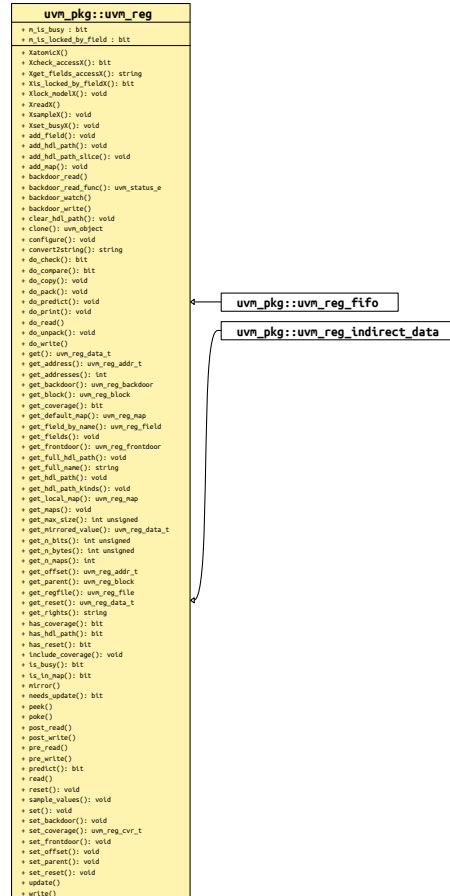 uvm_pkg::uvm_reg
+ m_is_busy : bit
+ m_is_locked_by_field : bit
+ XatomicX()
+ Xcheck_accessX(): bit
+ Xget_fields_accessX(): string
+ Xis_locked_by_fieldX(): bit
+ Xlock_modelX(): void
+ XreadX()
+ XsampleX(): void
+ Xset_busyX(): void
+ add_field(): void
+ add_hdl_path(): void
+ add_hdl_path_slice(): void
+ add_map(): void
+ backdoor_read()
+ backdoor_read_func(): uvm_status_e
+ backdoor_watch()
+ backdoor_write()
+ clear_hdl_path(): void
+ clone(): uvm_object
+ configure(): void
+ convert2string(): string
+ do_check(): bit
+ do_compare(): bit
+ do_copy(): void
+ do_pack(): void
+ do_predict(): void
+ do_print(): void
+ do_read()
+ do_unpack(): void
+ do_write()
+ get(): uvm_reg_data_t
+ get_address(): uvm_reg_addr_t
+ get_addresses(): int
+ get_backdoor(): uvm_reg_backdoor
+ get_block(): uvm_reg_block
+ get_coverage(): bit
+ get_default_map(): uvm_reg_map
+ get_field_by_name(): uvm_reg_field
+ get_fields(): void
+ get_frontdoor(): uvm_reg_frontdoor
+ get_full_hdl_path(): void
+ get_full_name(): string
+ get_hdl_path(): void
+ get_hdl_path_kinds(): void
+ get_local_map(): uvm_reg_map
+ get_maps(): void
+ get_max_size(): int unsigned
+ get_mirrored_value(): uvm_reg_data_t
+ get_n_bits(): int unsigned
+ get_n_bytes(): int unsigned
+ get_n_maps(): int
+ get_offset(): uvm_reg_addr_t
+ get_parent(): uvm_reg_block
+ get_regfile(): uvm_reg_file
+ get_reset(): uvm_reg_data_t
+ get_rights(): string
+ has_coverage(): bit
+ has_hdl_path(): bit
+ has_reset(): bit
+ include_coverage(): void
+ is_busy(): bit
+ is_in_map(): bit
+ mirror()
+ needs_update(): bit
+ peek()
+ poke()
+ post_read()
+ post_write()
+ pre_read()
+ pre_write()
+ predict(): bit
+ read()
+ reset(): void
+ sample_values(): void
+ set(): void
+ set_backdoor(): void
+ set_coverage(): uvm_reg_cvr_t
+ set_frontdoor(): void
+ set_offset(): void
+ set_parent(): void
+ set_reset(): void
+ update()
+ write()
uvm_pkg::uvm_reg_fifo
uvm_pkg::uvm_reg_indirect_data